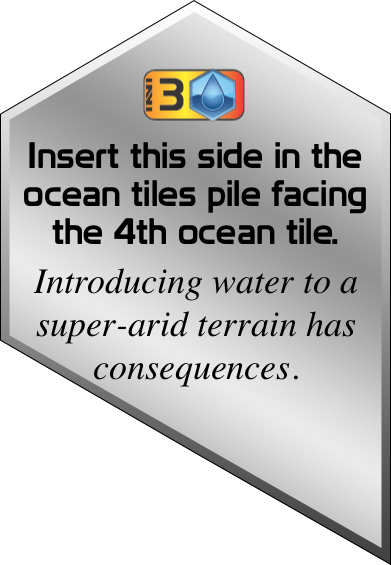 3
Insert this side in the
ocean tiles pile facing
the 4th ocean tile.
Introducing water to a
super-arid terrain has
consequences.